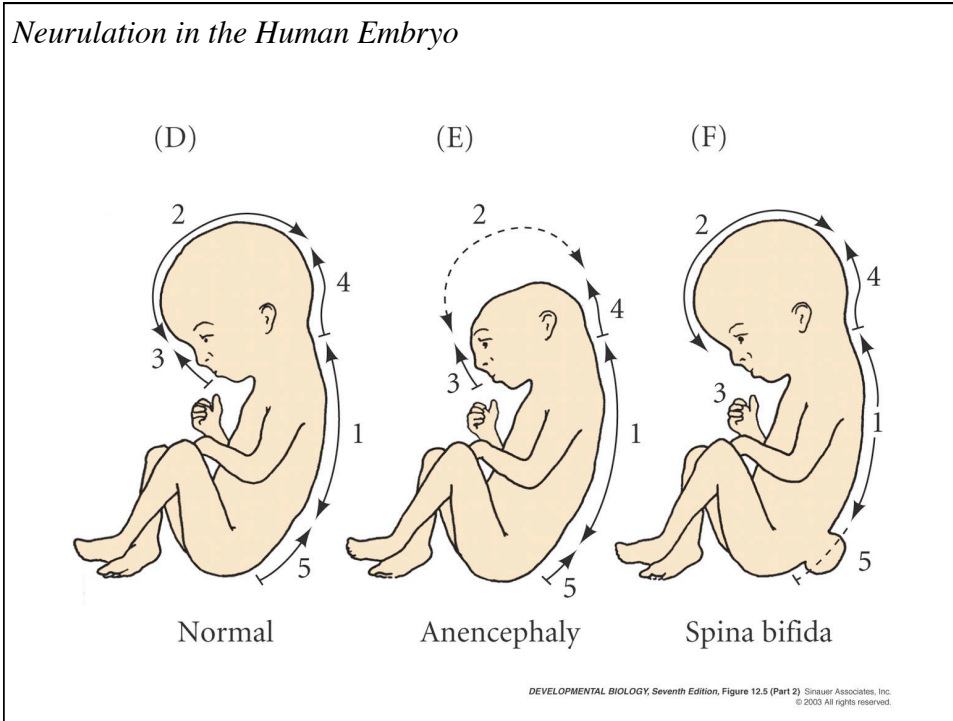 Neurulation in the Human Embryo
(D)
(E)
(F)
2
4
3
1
5
2
4
3
1
5
2
4
3
1
5
Normal
Anencephaly
Spina bifida
DEVELOPMENTAL BIOLOGY, Seventh Edition, Figure 12.5 (Part 2) Sinauer Associates, Inc.
© 2003 All rights reserved.